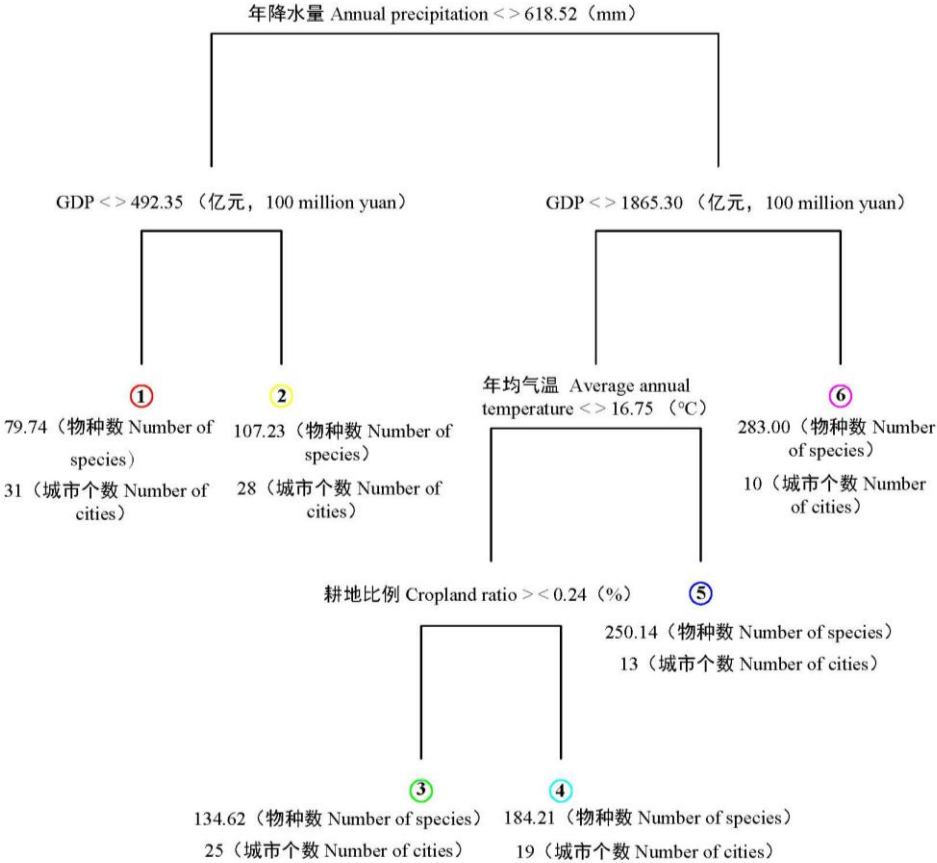 年降水量 Annual precipitation < > 618.52（mm）
GDP < > 492.35 （亿元，100 million yuan）
GDP < > 1865.30 （亿元，100 million yuan）
①
79.74（物种数 Number of
species）
31（城市个数 Number of
cities）
②
107.23（物种数 Number of
species）
28（城市个数 Number of
cities）
年均气温 Average annual
temperature < > 16.75 （℃）
⑥
283.00（物种数 Number
of species）
10（城市个数 Number
of cities）
耕地比例 Cropland ratio > < 0.24（%）
⑤
250.14（物种数 Number of species）
13（城市个数 Number of cities）
③
134.62（物种数 Number of species）
25（城市个数 Number of cities）
④
184.21（物种数 Number of species）
19（城市个数 Number of cities）